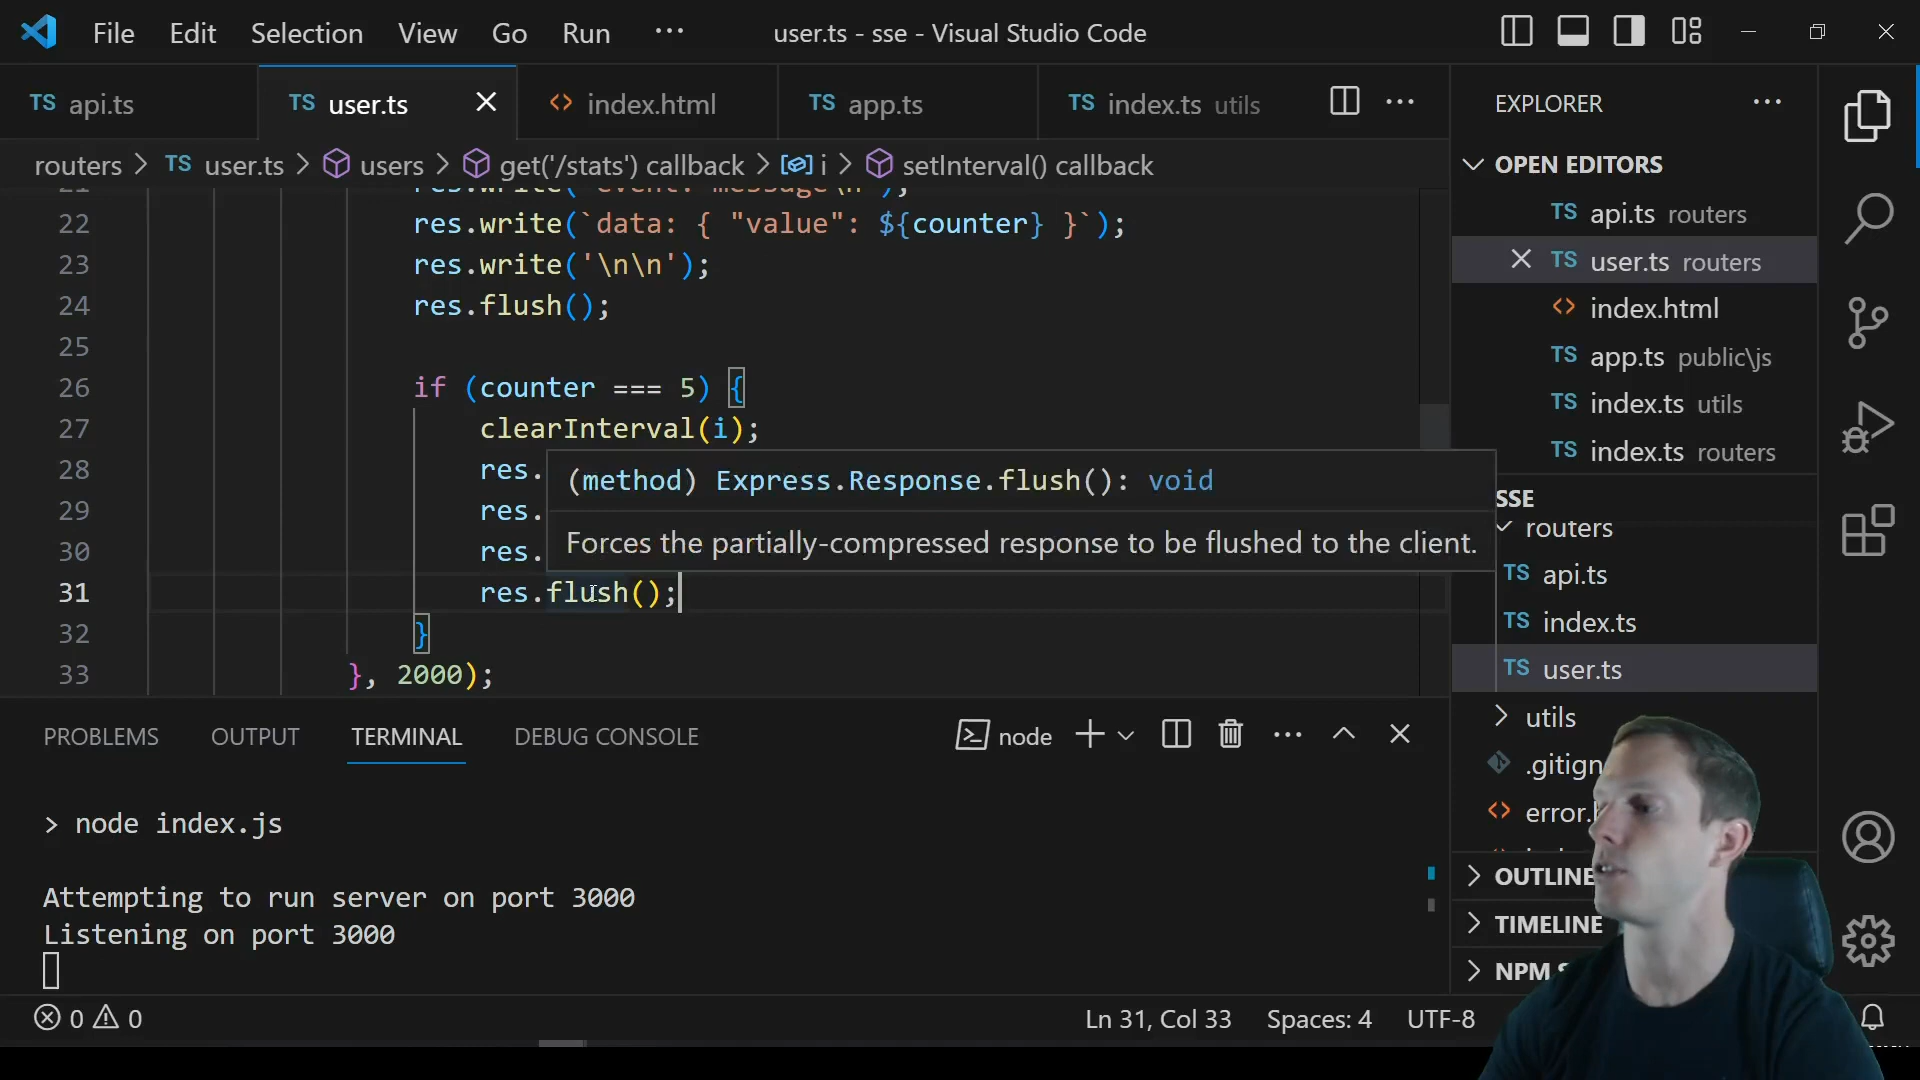 File Edit Selection View Go Run ··· user.ts - sse - Visual Studio Code
TS api.ts TS user.ts index.html TS app.ts TS index.ts utils
routers > TS user.ts > users > get('/stats') callback > i > setInterval() callback
21 res.write('event: message\n');
22 res.write(`data: { "value": ${counter} }`);
23 res.write('\n\n');
24 res.flush();
25
26 if (counter === 5) {
27 clearInterval(i);
28 res.
29 res.
30 res.
31 res.flush();
32 }
33 }, 2000);
(method) Express.Response.flush(): void
Forces the partially-compressed response to be flushed to the client.
PROBLEMS OUTPUT TERMINAL DEBUG CONSOLE node
> node index.js
Attempting to run server on port 3000
Listening on port 3000
EXPLORER
OPEN EDITORS
TS api.ts routers
TS user.ts routers
index.html
TS app.ts public\js
TS index.ts utils
TS index.ts routers
SSE
routers
TS api.ts
TS index.ts
TS user.ts
utils
.gitign
error.
OUTLINE
TIMELINE
NPM S
0 0 Ln 31, Col 33 Spaces: 4 UTF-8